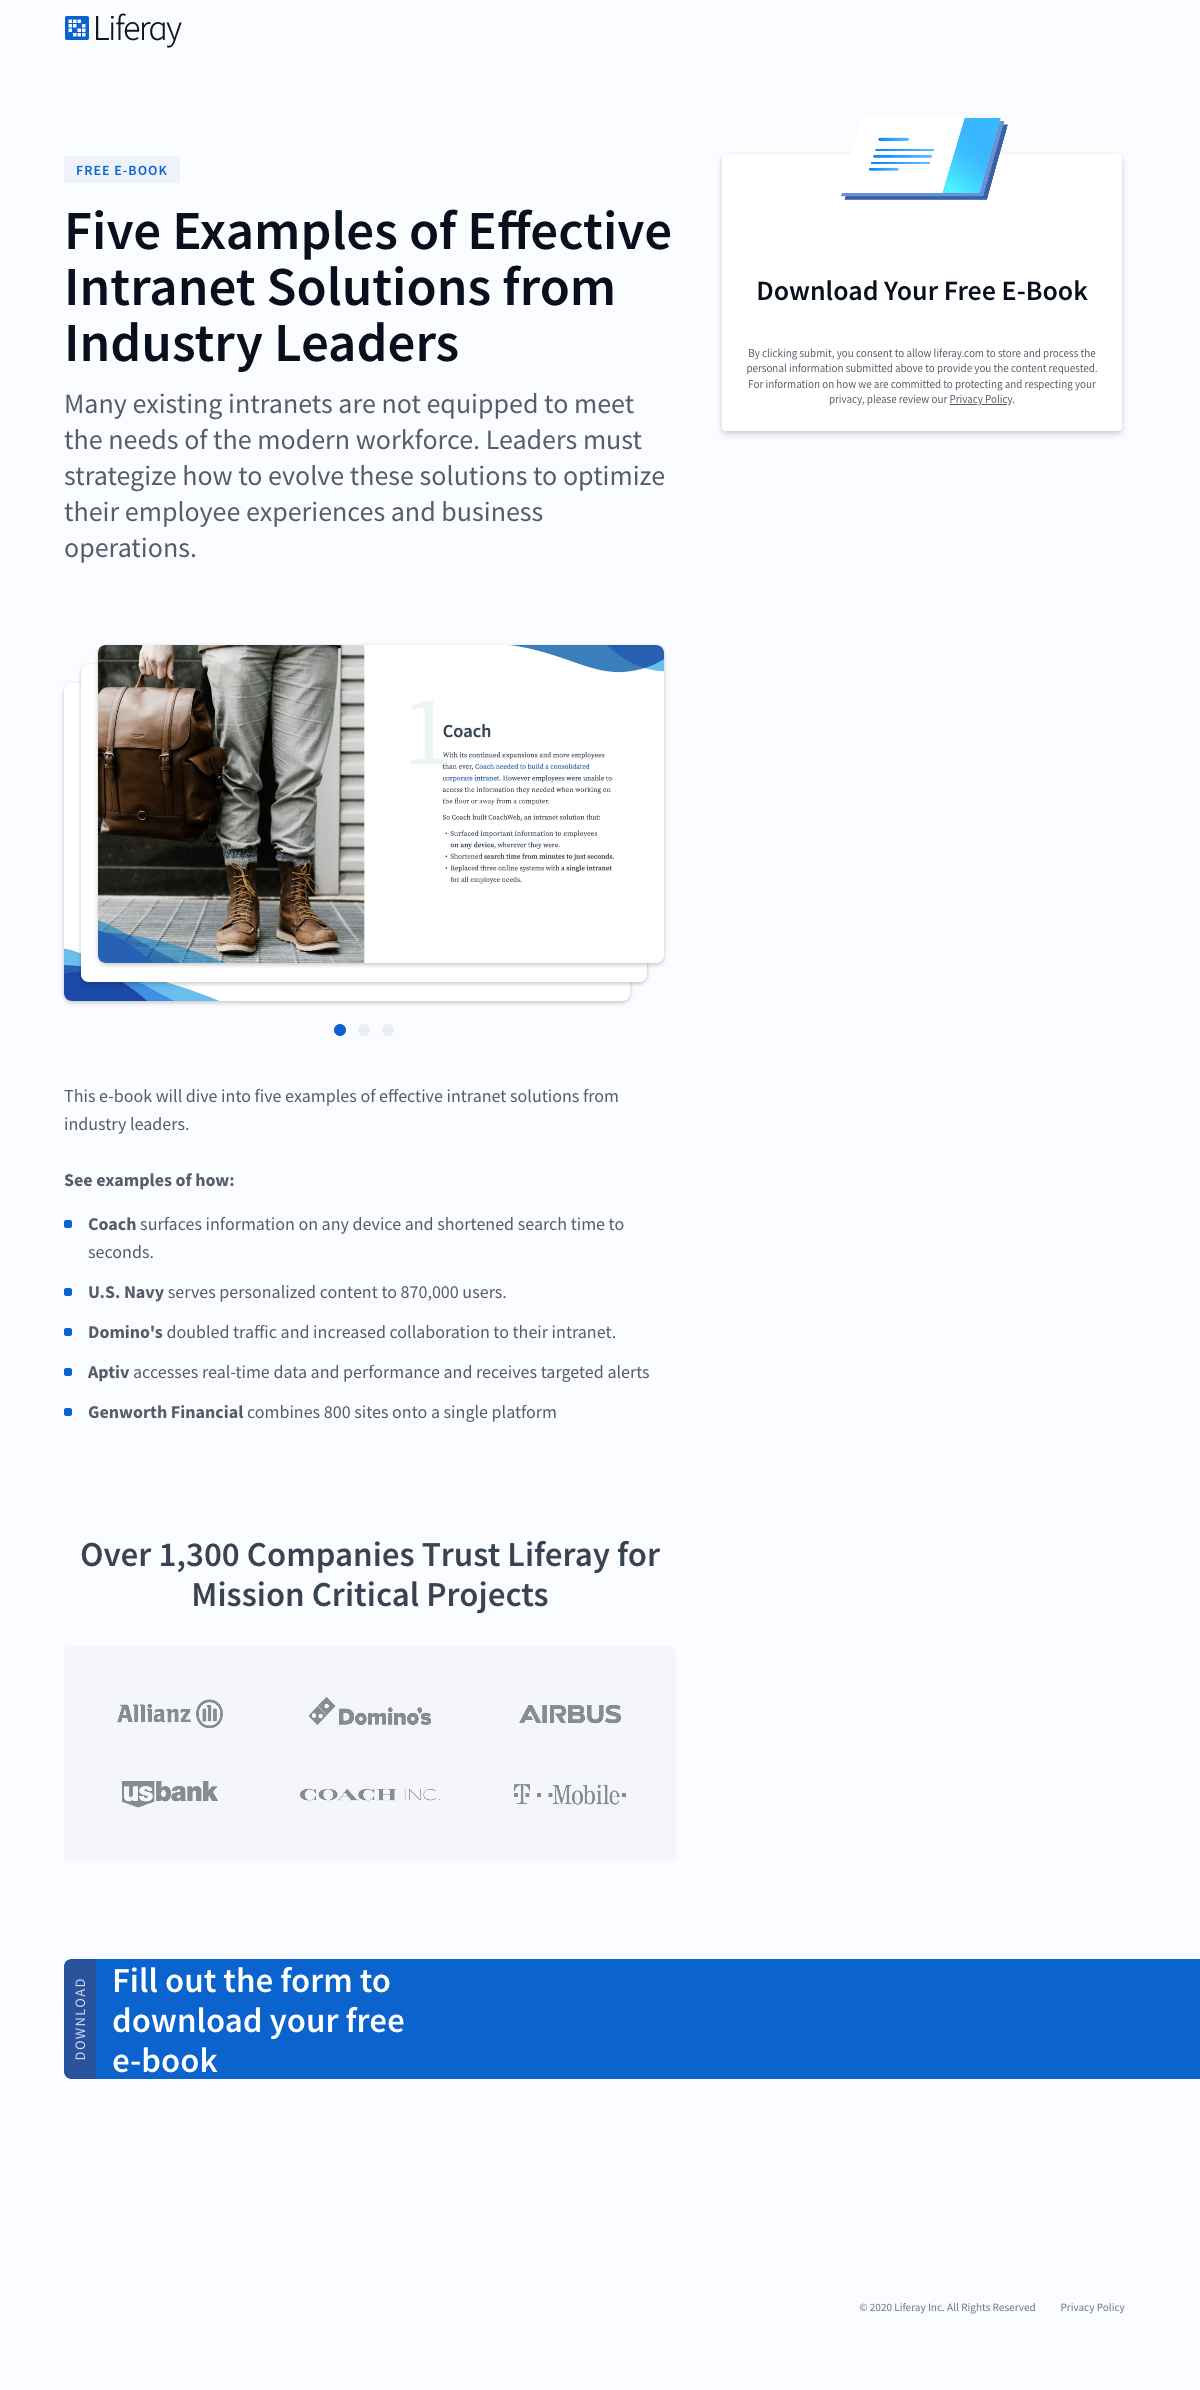 Liferay
FREE E-BOOK
Five Examples of Effective
Intranet Solutions from
Industry Leaders
Many existing intranets are not equipped to meet
the needs of the modern workforce. Leaders must
strategize how to evolve these solutions to optimize
their employee experiences and business
operations.
Download Your Free E-Book
By clicking submit, you consent to allow liferay.com to store and process the
personal information submitted above to provide you the content requested.
For information on how we are committed to protecting and respecting your
privacy, please review our Privacy Policy.
1
Coach
With its continued expansions and more employees
than ever, Coach needed to build a consolidated
corporate intranet. However employees were unable to
access the information they needed when working on
the floor or away from a computer.
So Coach built CoachWeb, an intranet solution that:
• Surfaced important information to employees
on any device, wherever they were.
• Shortened search time from minutes to just seconds.
• Replaced three online systems with a single intranet
for all employee needs.
This e-book will dive into five examples of effective intranet solutions from
industry leaders.
See examples of how:
Coach surfaces information on any device and shortened search time to
seconds.
U.S. Navy serves personalized content to 870,000 users.
Domino's doubled traffic and increased collaboration to their intranet.
Aptiv accesses real-time data and performance and receives targeted alerts
Genworth Financial combines 800 sites onto a single platform
Over 1,300 Companies Trust Liferay for
Mission Critical Projects
Allianz
Domino's
AIRBUS
usbank
COACH INC.
T · ·Mobile·
DOWNLOAD
Fill out the form to
download your free
e-book
© 2020 Liferay Inc. All Rights Reserved
Privacy Policy